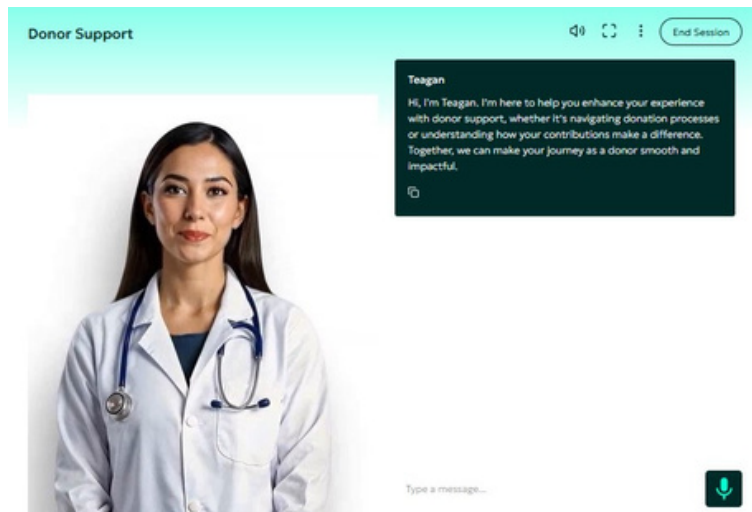 Donor Support
End Session
Teagan
Hi, I'm Teagan. I'm here to help you enhance your experience
with donor support, whether it's navigating donation processes
or understanding how your contributions make a difference.
Together, we can make your journey as a donor smooth and
impactful.
Type a message...